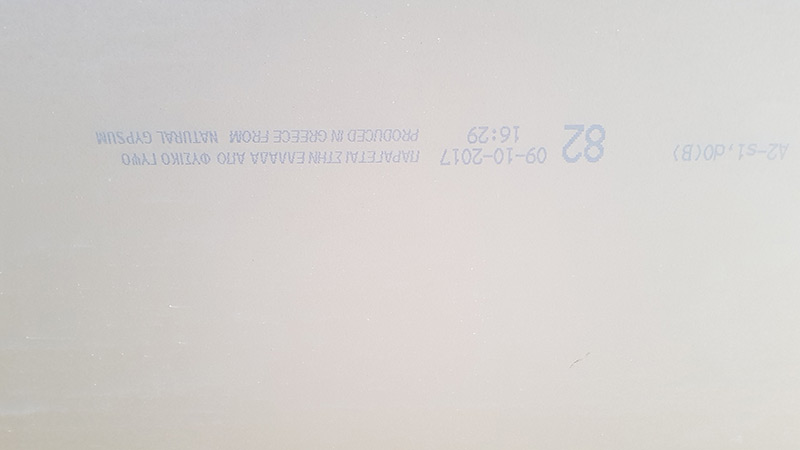 A2-s1,d0(B)
82
09-10-2017
16:29
ΠΑΡΑΓΕΤΑΙ ΣΤΗΝ ΕΛΛΑΔΑ ΑΠΟ ΦΥΣΙΚΟ ΓΥΨΟ
PRODUCED IN GREECE FROM NATURAL GYPSUM